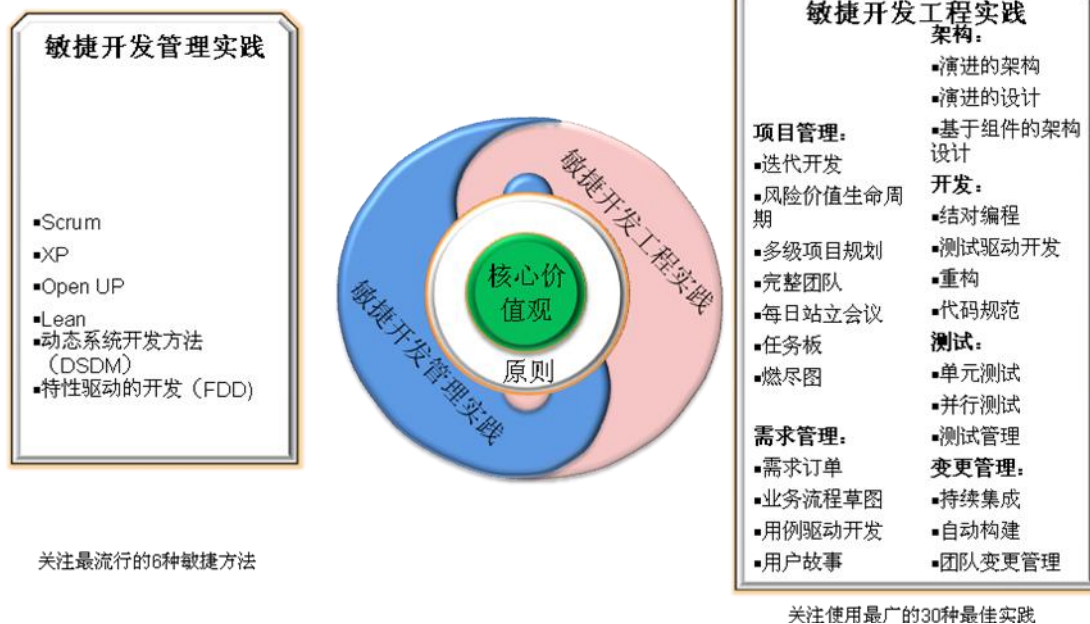 敏捷开发管理实践
▪Scrum
▪XP
▪Open UP
▪Lean
▪动态系统开发方法
（DSDM）
▪特性驱动的开发（FDD)
关注最流行的6种敏捷方法
敏捷开发工程实践
敏捷开发管理实践
核心价
值观
原则
敏捷开发工程实践
项目管理：
▪迭代开发
▪风险价值生命周
期
▪多级项目规划
▪完整团队
▪每日站立会议
▪任务板
▪燃尽图
需求管理：
▪需求订单
▪业务流程草图
▪用例驱动开发
▪用户故事
架构：
▪演进的架构
▪演进的设计
▪基于组件的架构
设计
开发：
▪结对编程
▪测试驱动开发
▪重构
▪代码规范
测试：
▪单元测试
▪并行测试
▪测试管理
变更管理：
▪持续集成
▪自动构建
▪团队变更管理
关注使用最广的30种最佳实践